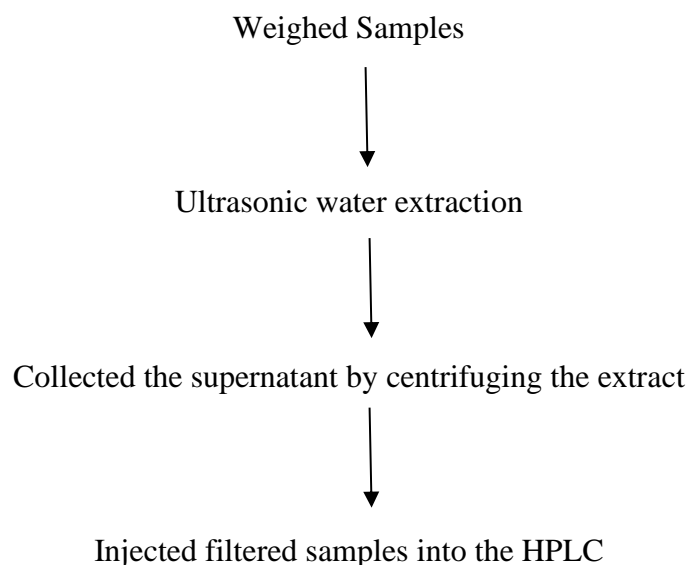 Weighed Samples
Ultrasonic water extraction
Collected the supernatant by centrifuging the extract
Injected filtered samples into the HPLC